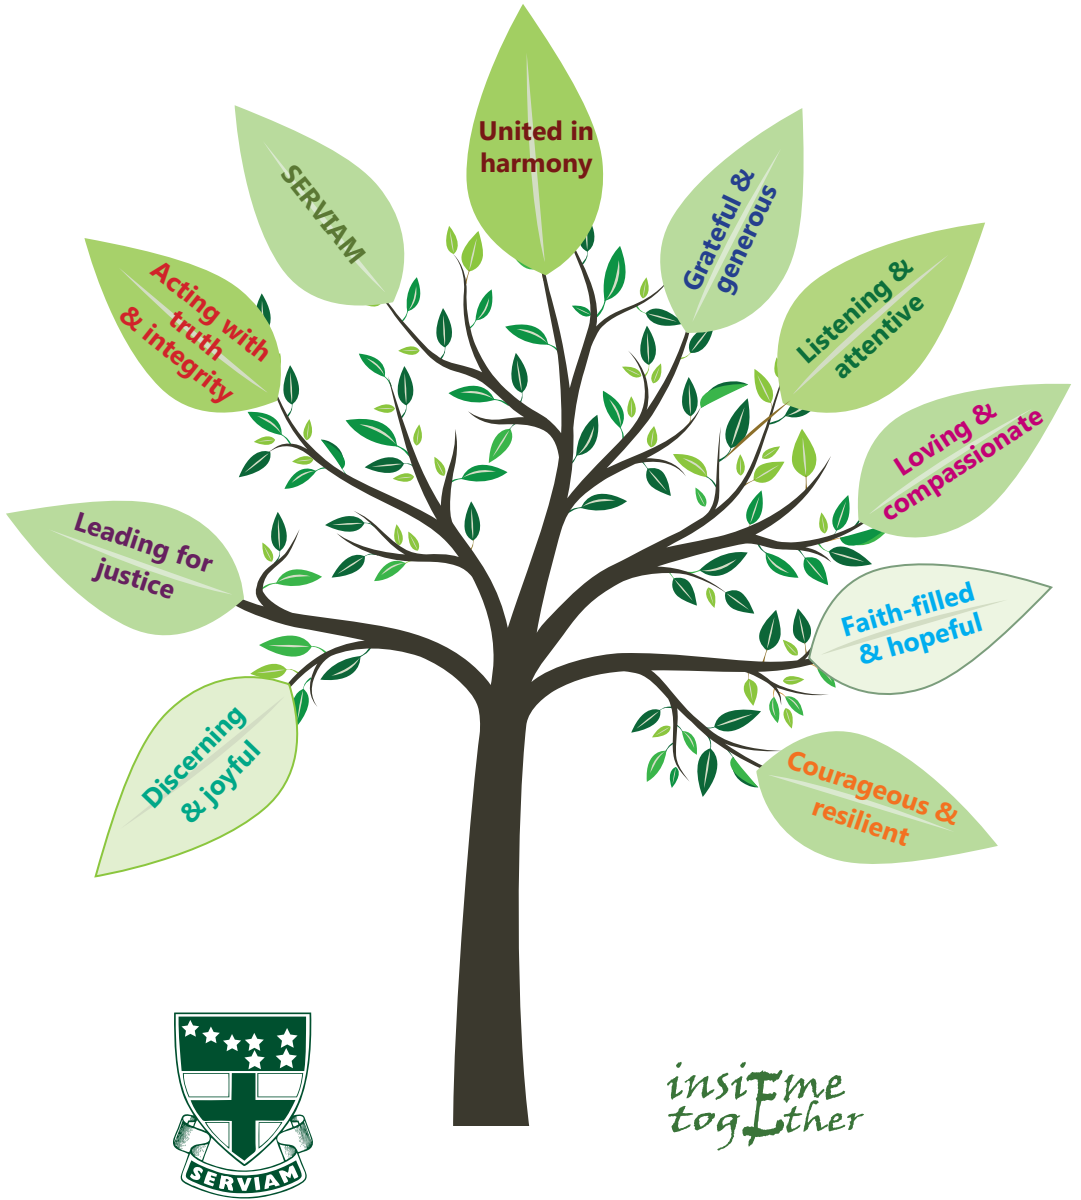 United in
harmony
SERVIAM
Grateful &
generous
Acting with
truth
& integrity
Listening &
attentive
Loving &
compassionate
Leading for
justice
Faith-filled
& hopeful
Discerning
& joyful
Courageous &
resilient
SERVIAM
insiEme
togEther